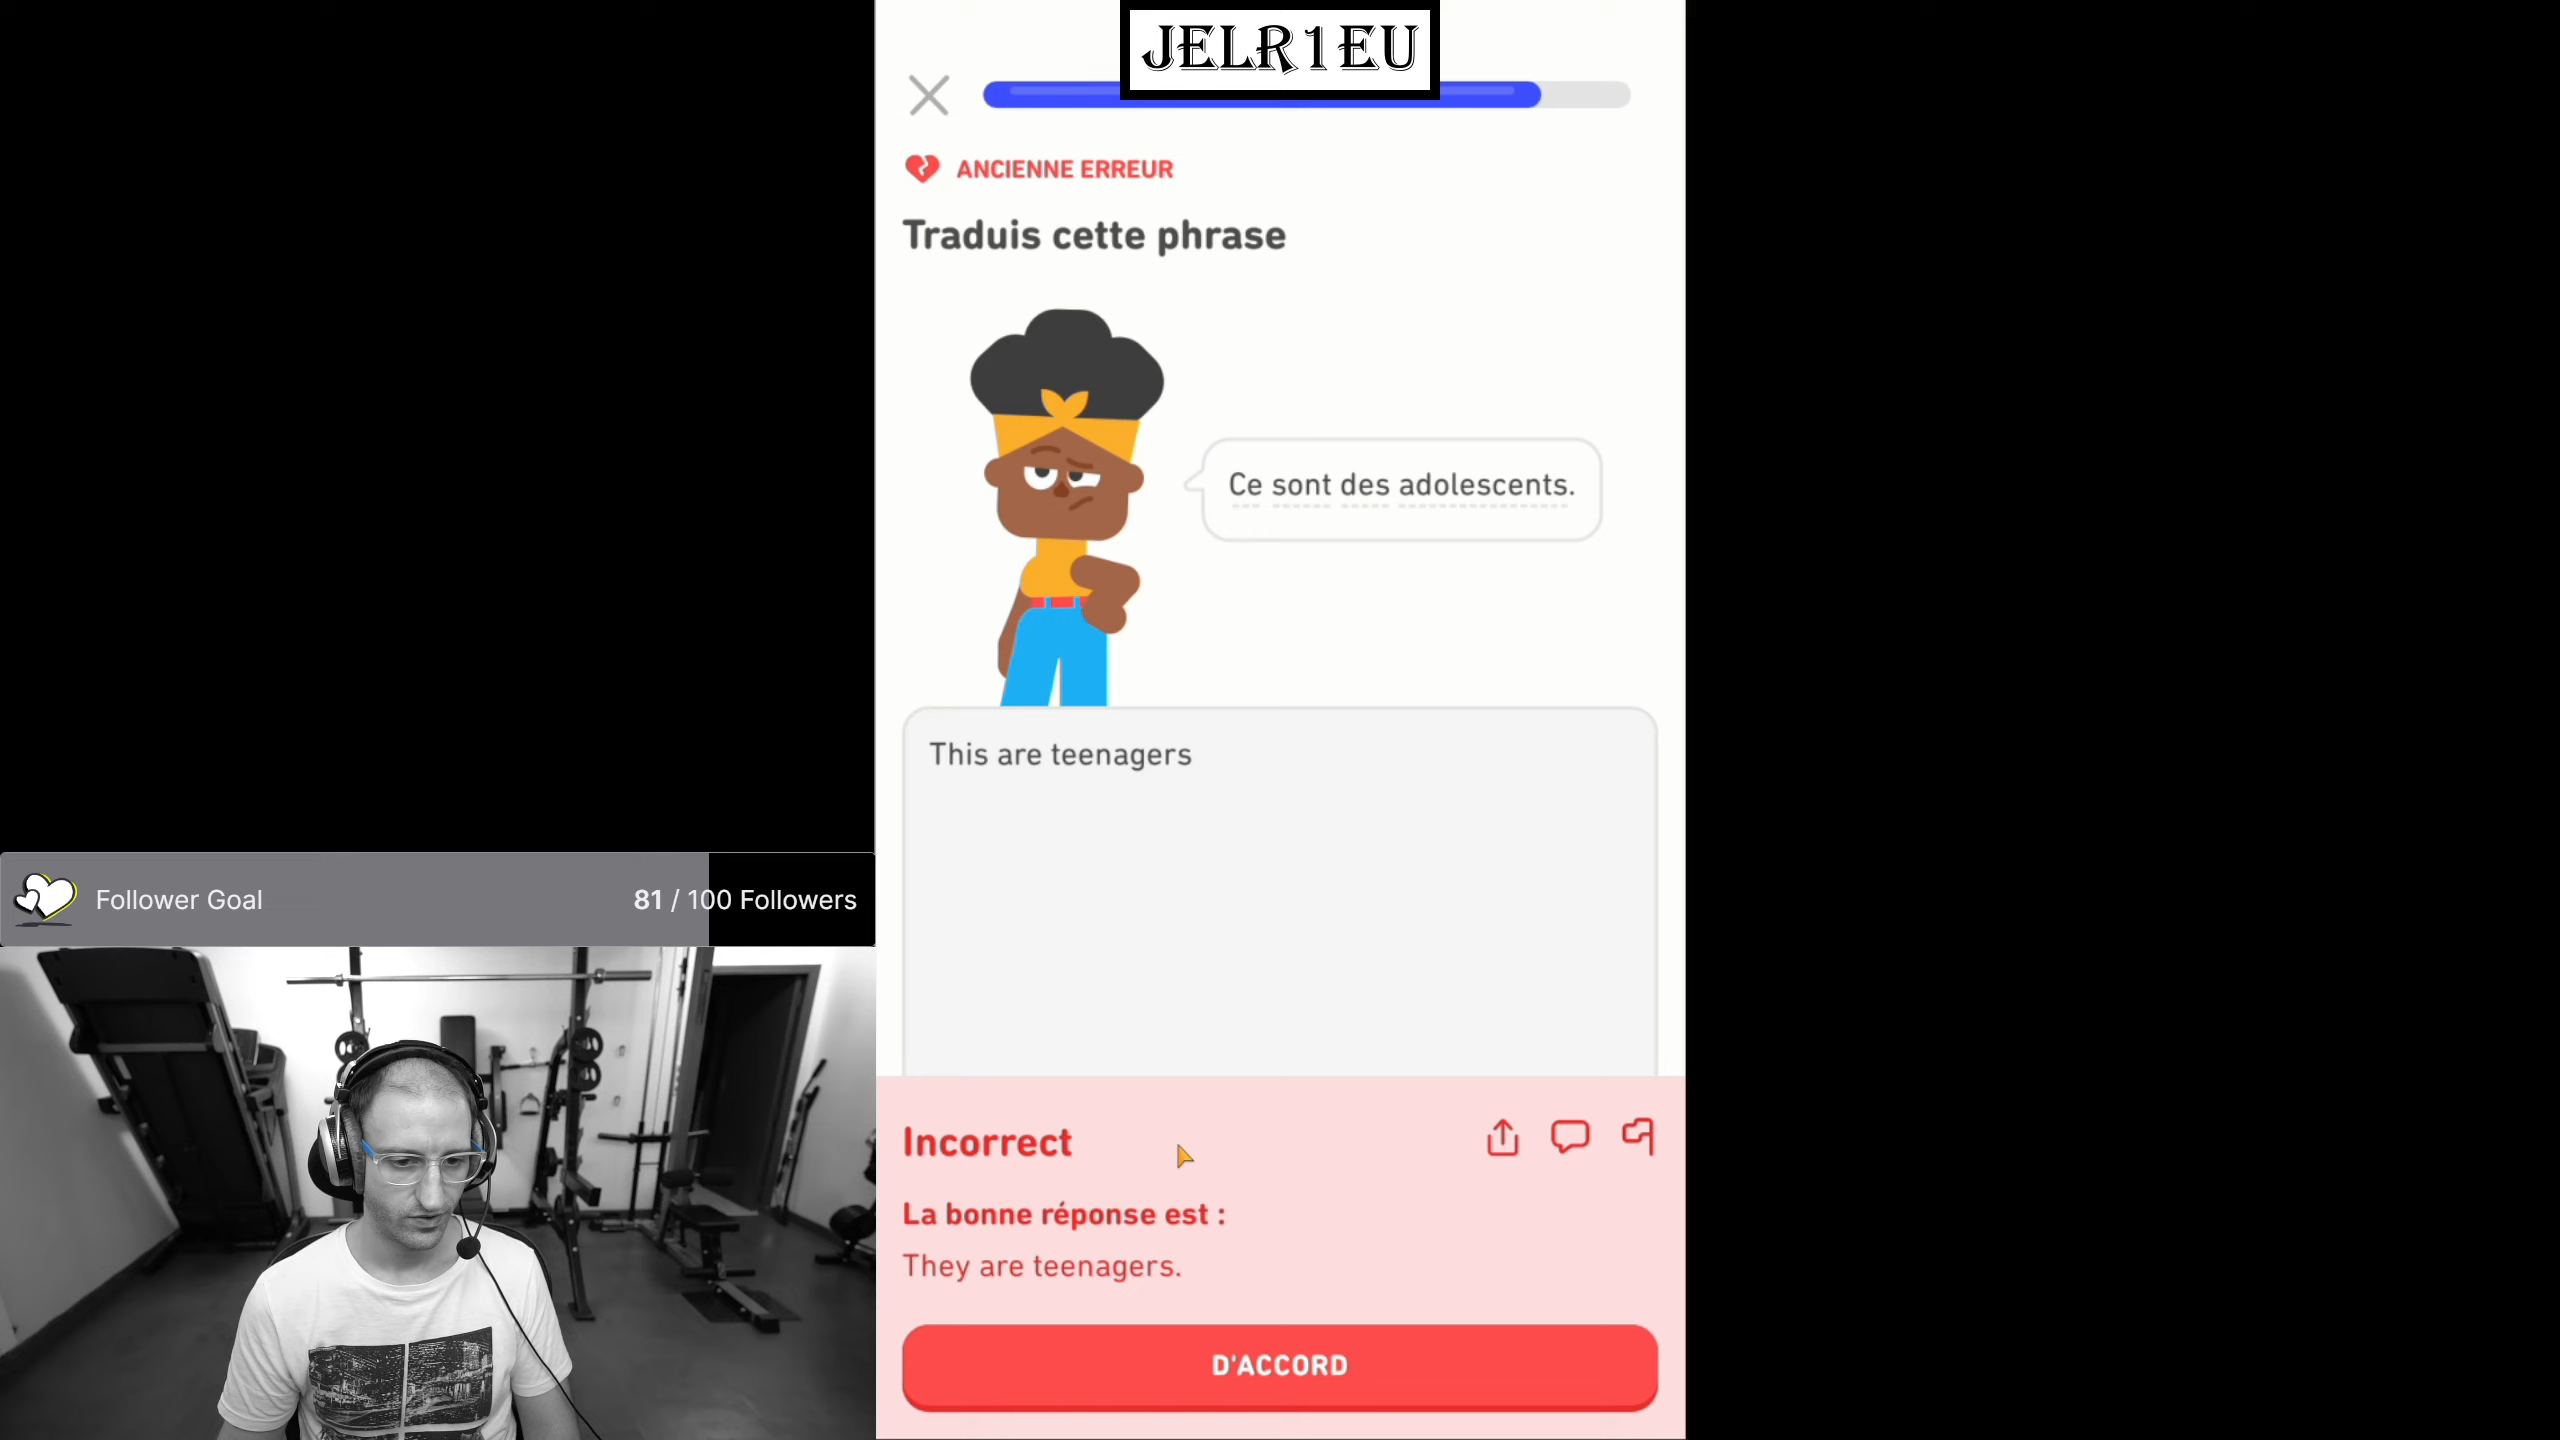 JELR1EU
ANCIENNE ERREUR
Traduis cette phrase
Ce sont des adolescents.
This are teenagers
Follower Goal
81 / 100 Followers
Incorrect
La bonne réponse est :
They are teenagers.
D'ACCORD